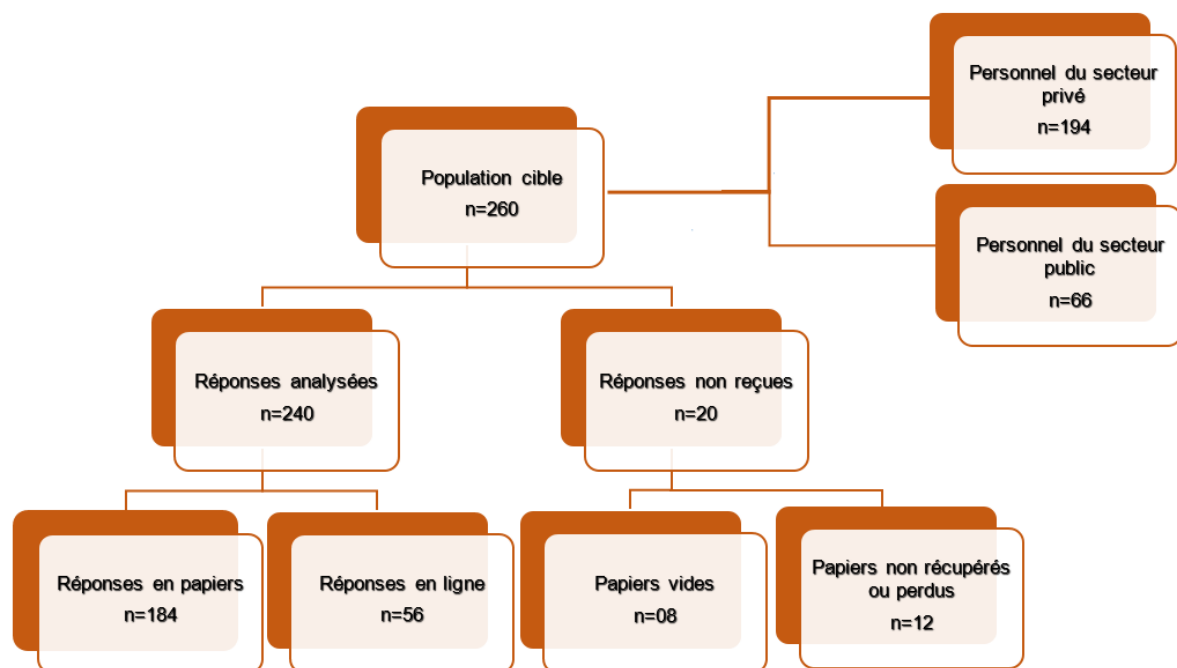 Personnel du secteur
privé
n=194
Population cible
n=260
Personnel du secteur
public
n=66
Réponses analysées
n=240
Réponses non reçues
n=20
Réponses en papiers
n=184
Réponses en ligne
n=56
Papiers vides
n=08
Papiers non récupérés
ou perdus
n=12